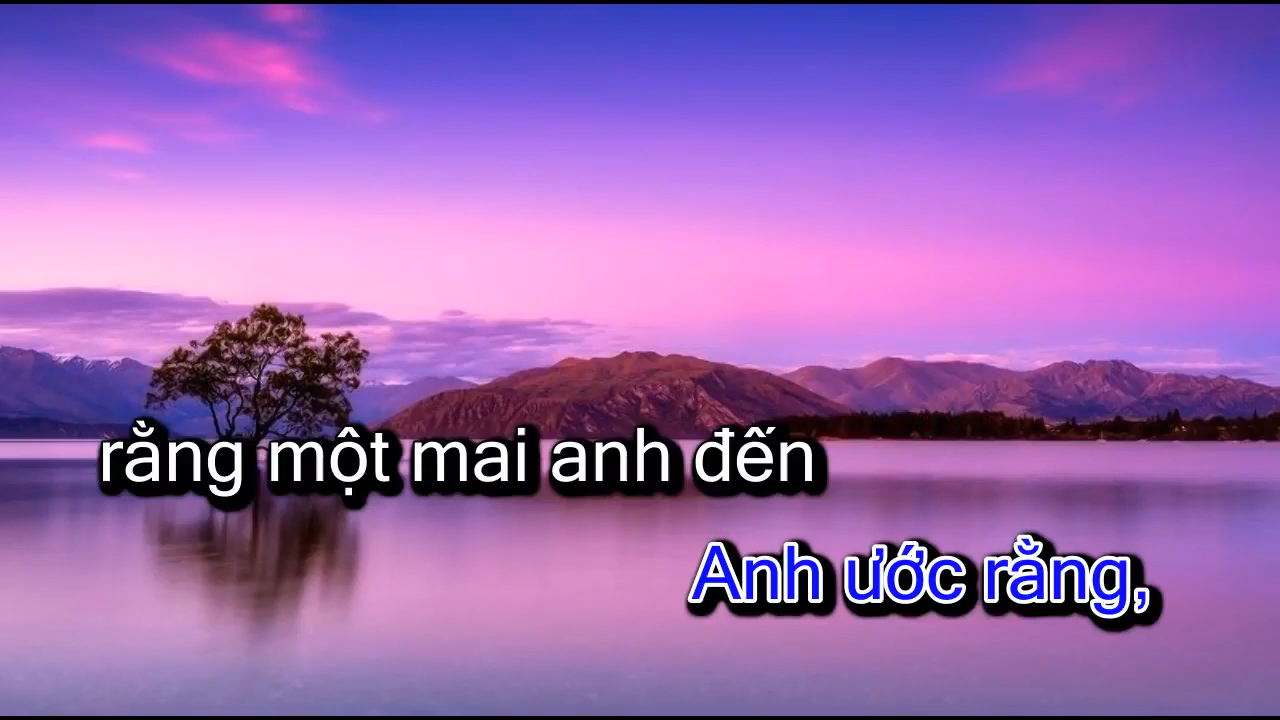 rằng một mai anh đến
Anh ước rằng,